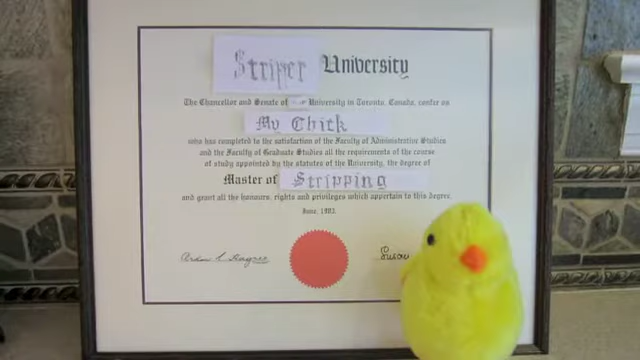 Striper University
The Chancellor and Senate of University in Toronto, Canada, confer on
My Chick
who has completed to the satisfaction of the Faculty of Administrative Studies
and the Faculty of Graduate Studies all the requirements of the course
of study appointed by the statutes of the University, the degree of
Master of Stripping
and grant all the honours, rights and privileges which appertain to this degree.
June, 1993.